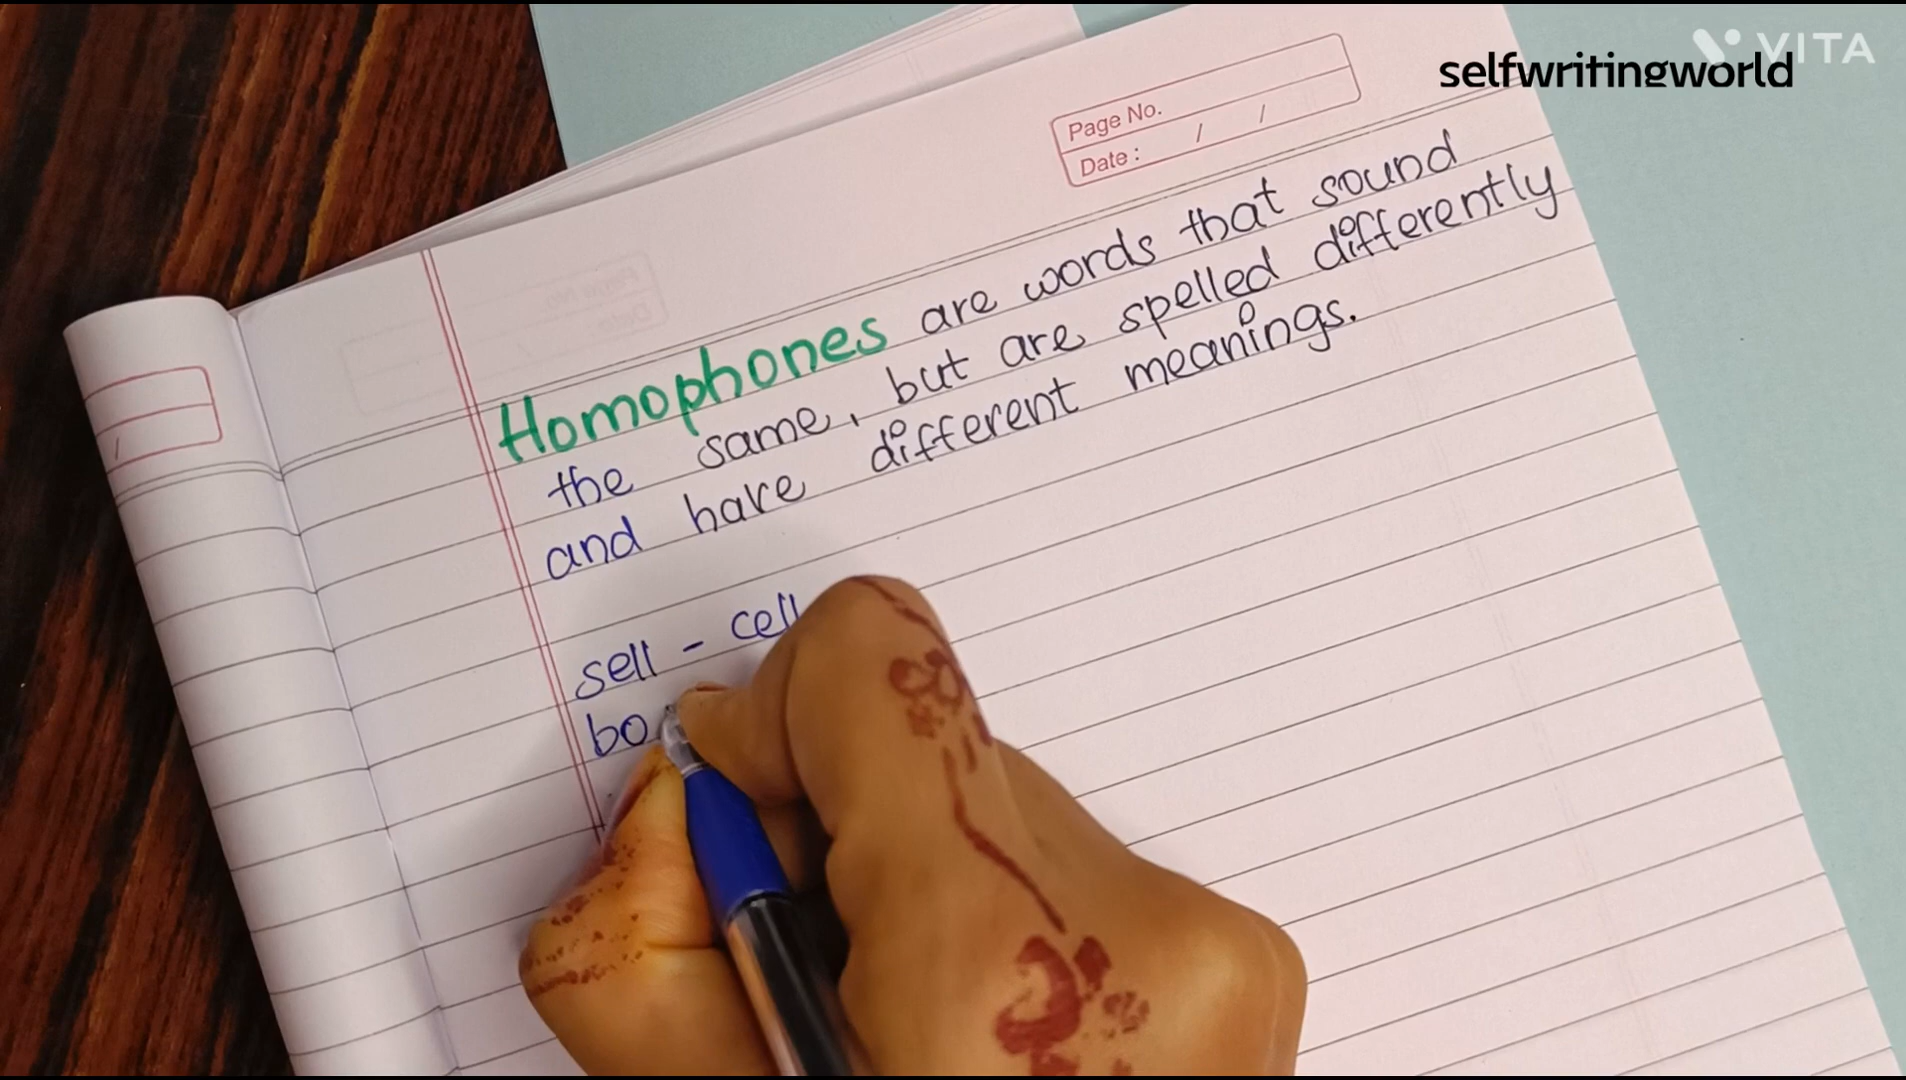 VITA
selfwritingworld
Page No.
Date : / /
Homophones are words that sound
the same, but are spelled differently
and have different meanings.
sell - cell
bo